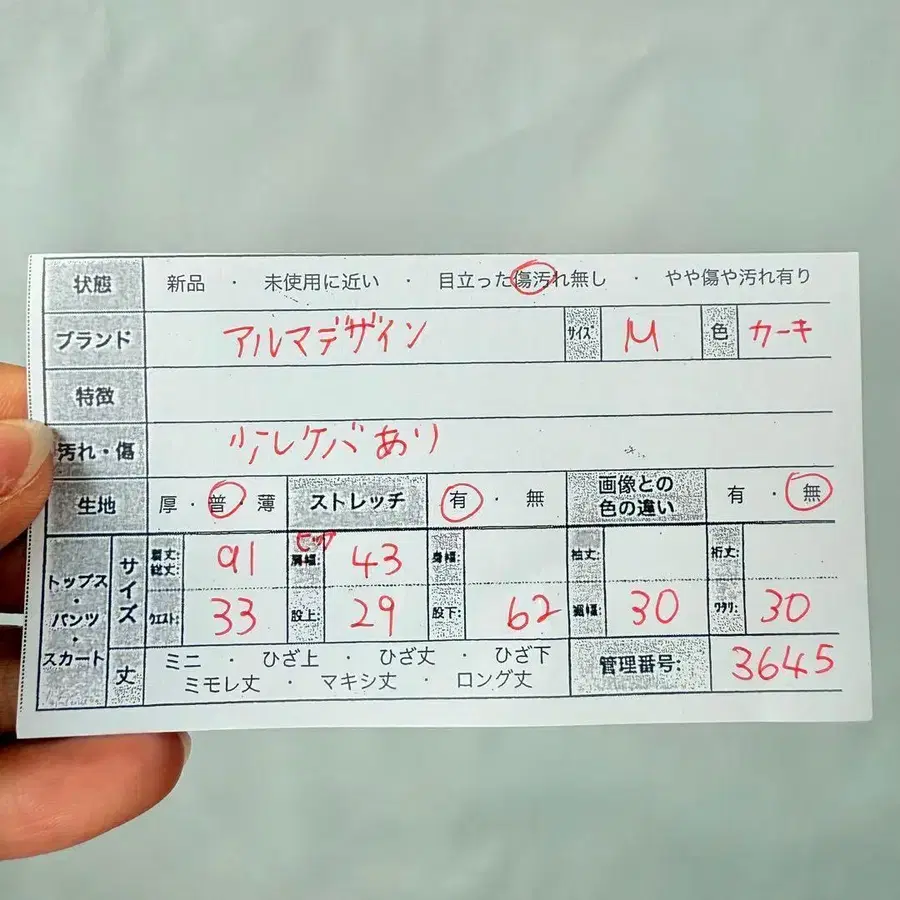 状態 新品 ・ 未使用に近い ・ 目立った傷汚れ無し ・ やや傷や汚れ有り
ブランド アルマデザイン サイズ M 色 カーキ
特徴
汚れ・傷 少々レケバあり
生地 厚・普・薄 ストレッチ 有・無 画像との色の違い 有・無
トップス・パンツ・スカート サイズ 着丈:総丈: 91 ヒップ 肩幅: 43 身幅: 袖丈: 裄丈:
ウエスト: 33 股上: 29 股下: 62 裾幅: 30 ワタリ: 30
丈 ミニ ・ ひざ上 ・ ひざ丈 ・ ひざ下
ミモレ丈 ・ マキシ丈 ・ ロング丈 管理番号: 3645